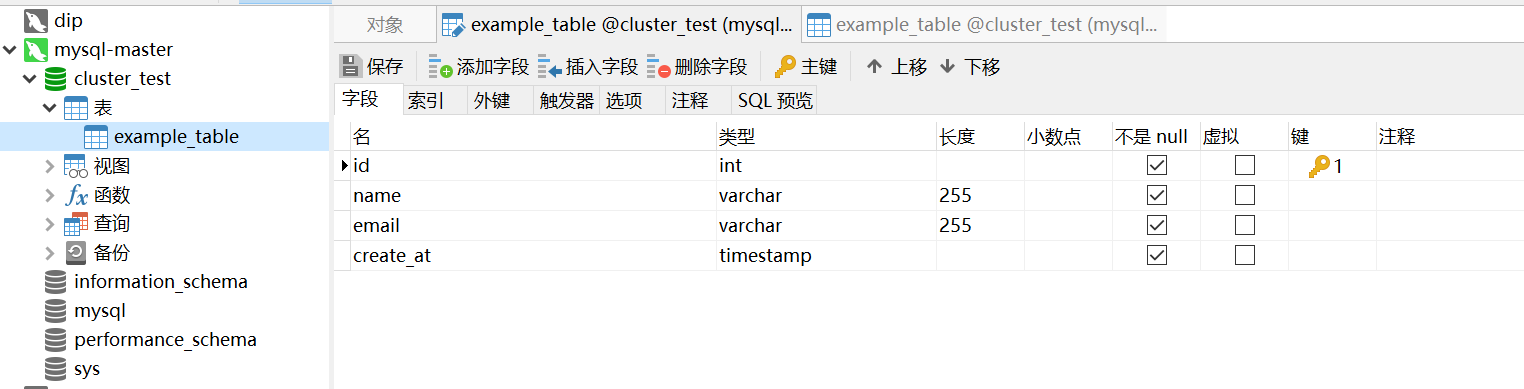 dip
mysql-master
cluster_test
表
example_table
视图
函数
查询
备份
information_schema
mysql
performance_schema
sys
对象 example_table @cluster_test (mysql... example_table @cluster_test (mysql...
保存 添加字段 插入字段 删除字段 主键 上移 下移
字段 索引 外键 触发器 选项 注释 SQL 预览
名 类型 长度 小数点 不是 null 虚拟 键 注释
id int 1
name varchar 255
email varchar 255
create_at timestamp